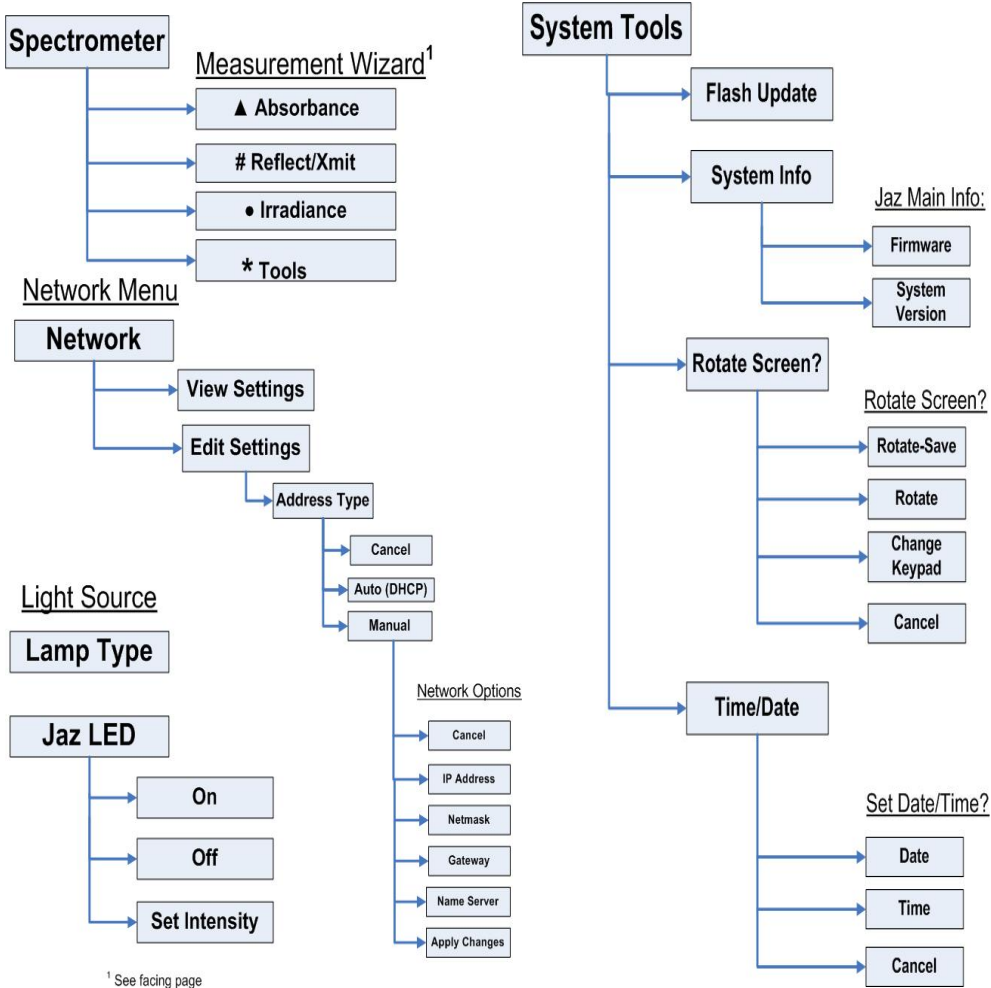 Spectrometer
Measurement Wizard¹
▲ Absorbance
# Reflect/Xmit
● Irradiance
* Tools
Network Menu
Network
View Settings
Edit Settings
Address Type
Cancel
Auto (DHCP)
Manual
Network Options
Cancel
IP Address
Netmask
Gateway
Name Server
Apply Changes
Light Source
Lamp Type
Jaz LED
On
Off
Set Intensity
¹ See facing page
System Tools
Flash Update
System Info
Jaz Main Info:
Firmware
System
Version
Rotate Screen?
Rotate Screen?
Rotate-Save
Rotate
Change
Keypad
Cancel
Time/Date
Set Date/Time?
Date
Time
Cancel